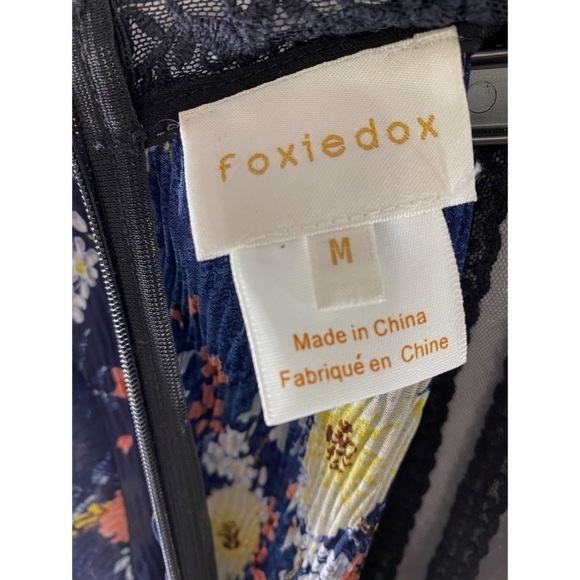 foxiedox
M
Made in China
Fabriqué en Chine